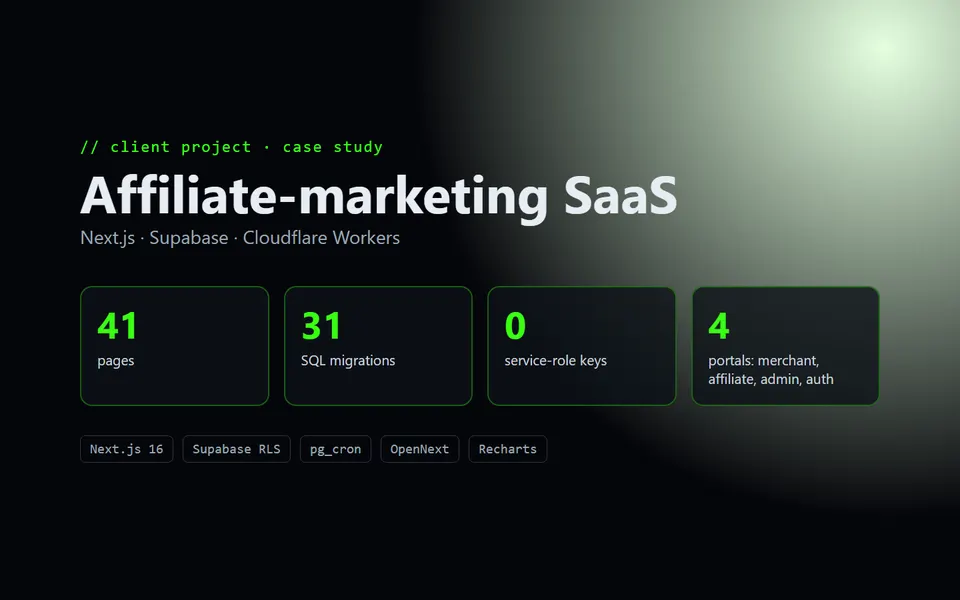 // client project · case study
Affiliate-marketing SaaS
Next.js · Supabase · Cloudflare Workers
41
pages
31
SQL migrations
0
service-role keys
4
portals: merchant,
affiliate, admin, auth
Next.js 16
Supabase RLS
pg_cron
OpenNext
Recharts